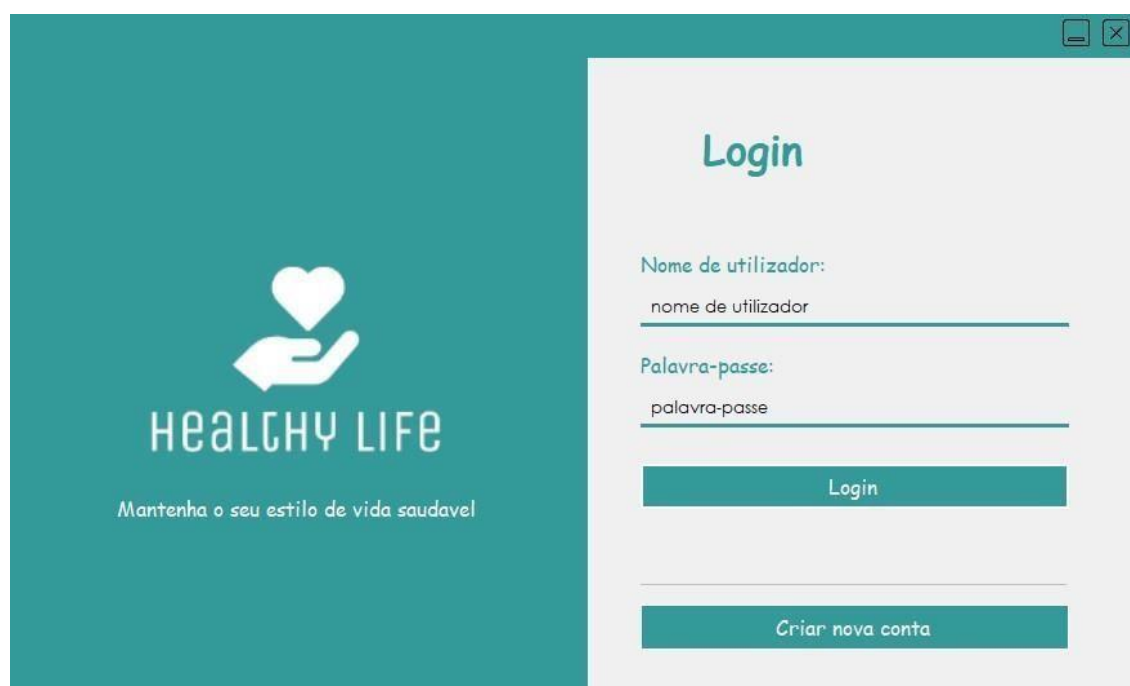 HEALTHY LIFE
Mantenha o seu estilo de vida saudavel
Login
Nome de utilizador:
nome de utilizador
Palavra-passe:
palavra-passe
Login
Criar nova conta